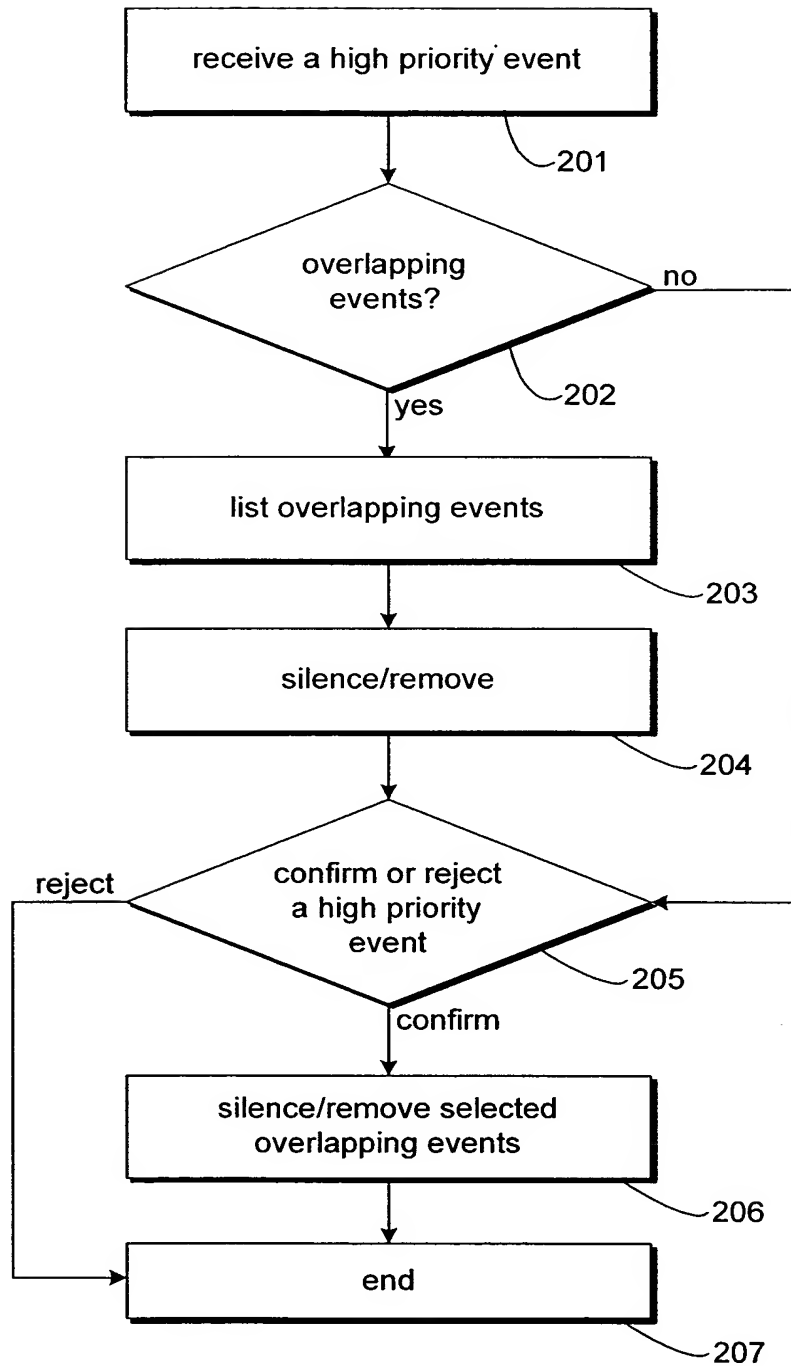 receive a high priority event
201
overlapping
events?
no
202
yes
list overlapping events
203
silence/remove
204
reject
confirm or reject
a high priority
event
205
confirm
silence/remove selected
overlapping events
206
end
207